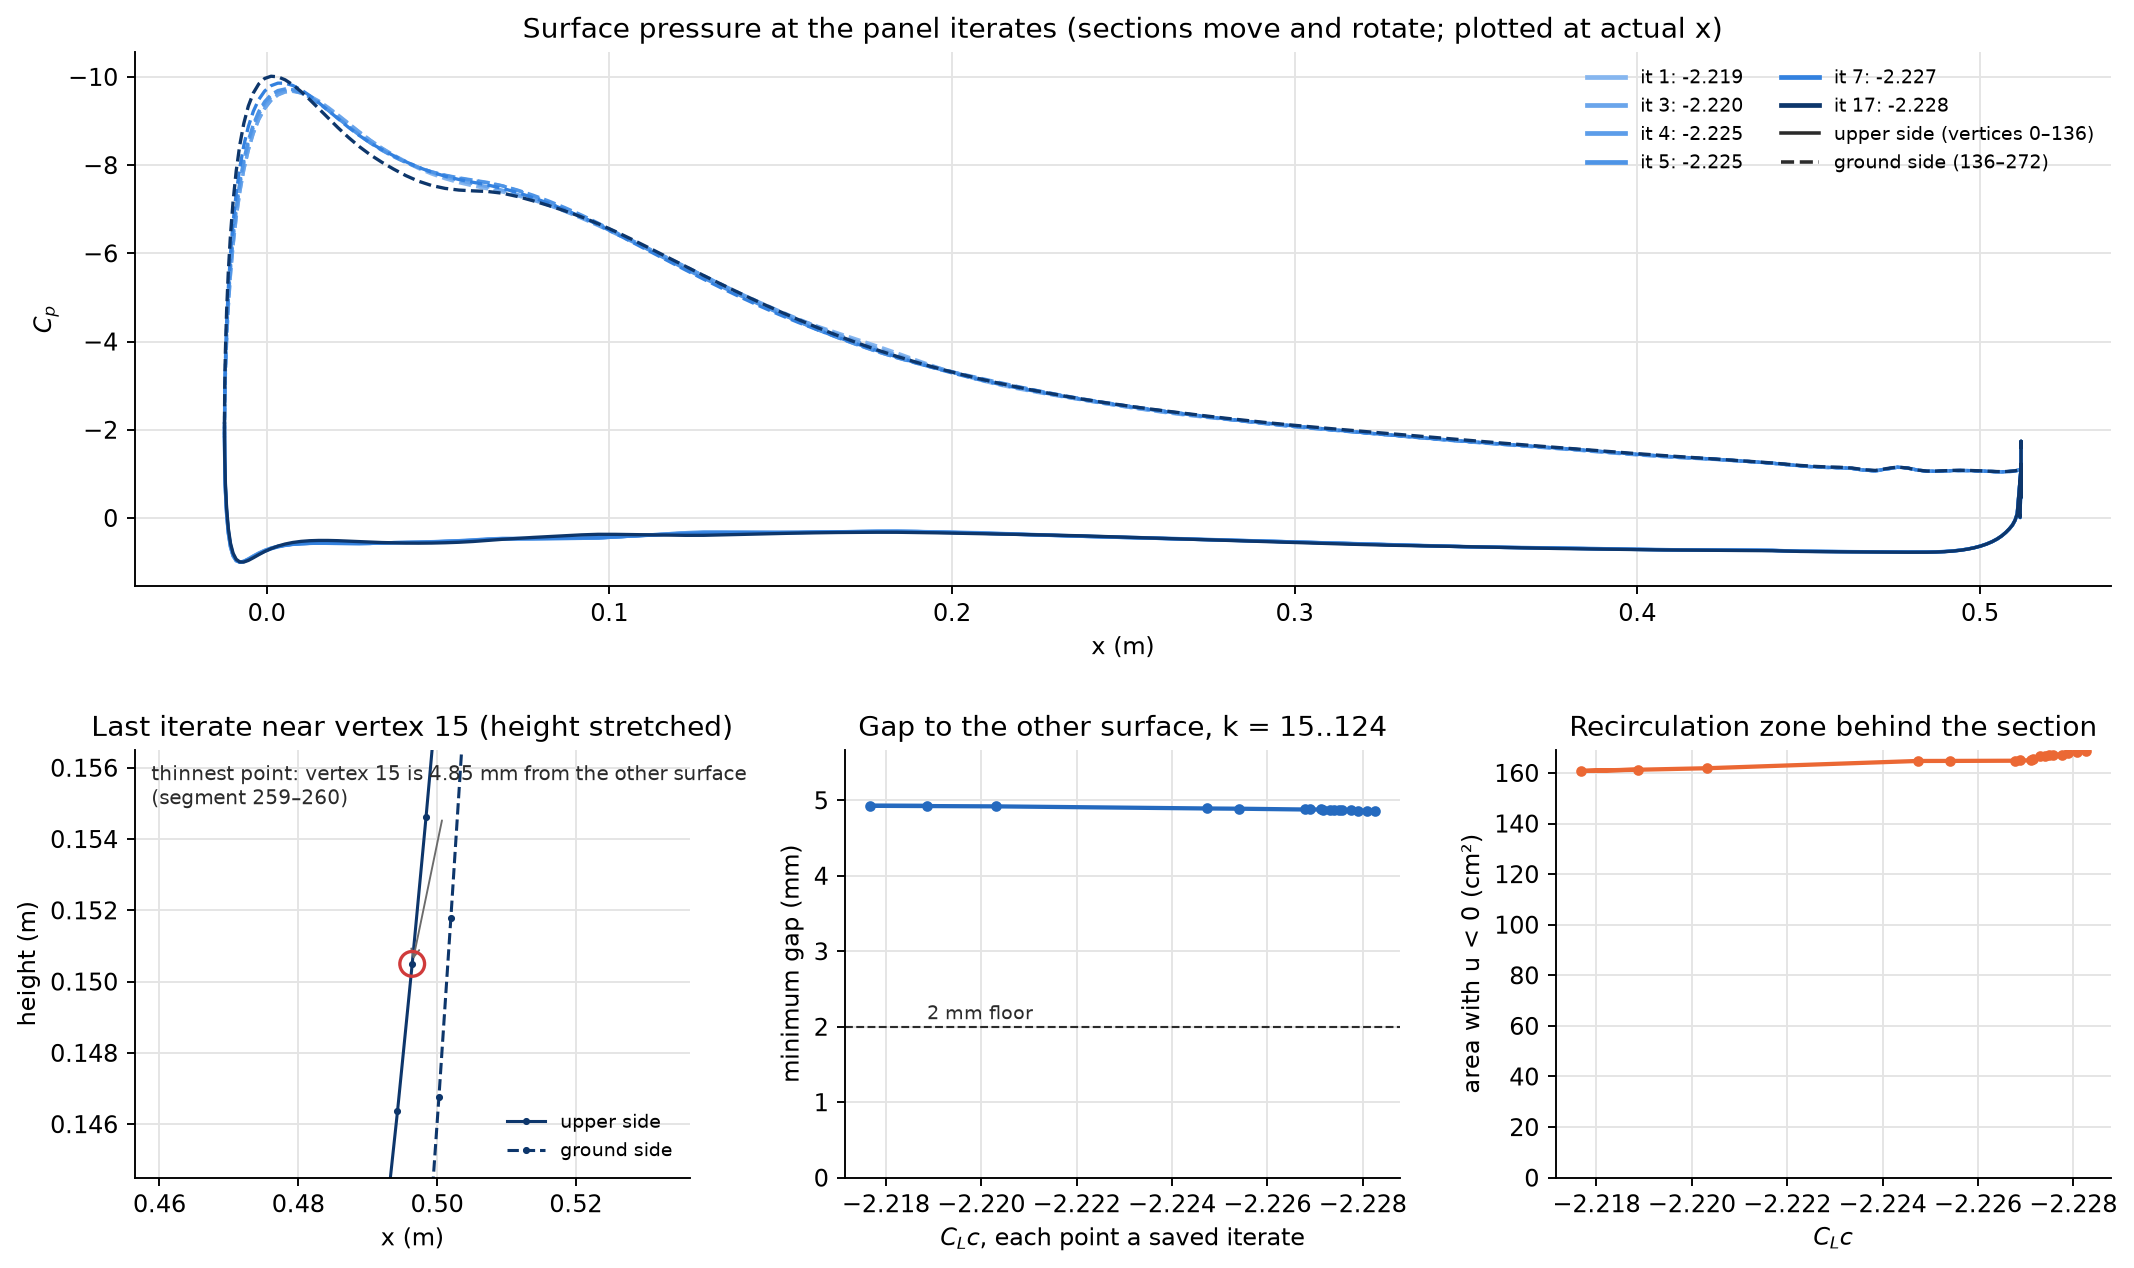 Surface pressure at the panel iterates (sections move and rotate; plotted at actual x)
−10
−8
−6
−4
−2
0
C_p
it 1: -2.219
it 3: -2.220
it 4: -2.225
it 5: -2.225
it 7: -2.227
it 17: -2.228
upper side (vertices 0–136)
ground side (136–272)
0.0 0.1 0.2 0.3 0.4 0.5
x (m)
Last iterate near vertex 15 (height stretched)
thinnest point: vertex 15 is 4.85 mm from the other surface
(segment 259–260)
0.156
0.154
0.152
0.150
0.148
0.146
height (m)
upper side
ground side
0.46 0.48 0.50 0.52
x (m)
Gap to the other surface, k = 15..124
5
4
3
2
1
0
minimum gap (mm)
2 mm floor
−2.218 −2.220 −2.222 −2.224 −2.226 −2.228
C_Lc, each point a saved iterate
Recirculation zone behind the section
160
140
120
100
80
60
40
20
0
area with u < 0 (cm²)
−2.218 −2.220 −2.222 −2.224 −2.226 −2.228
C_Lc